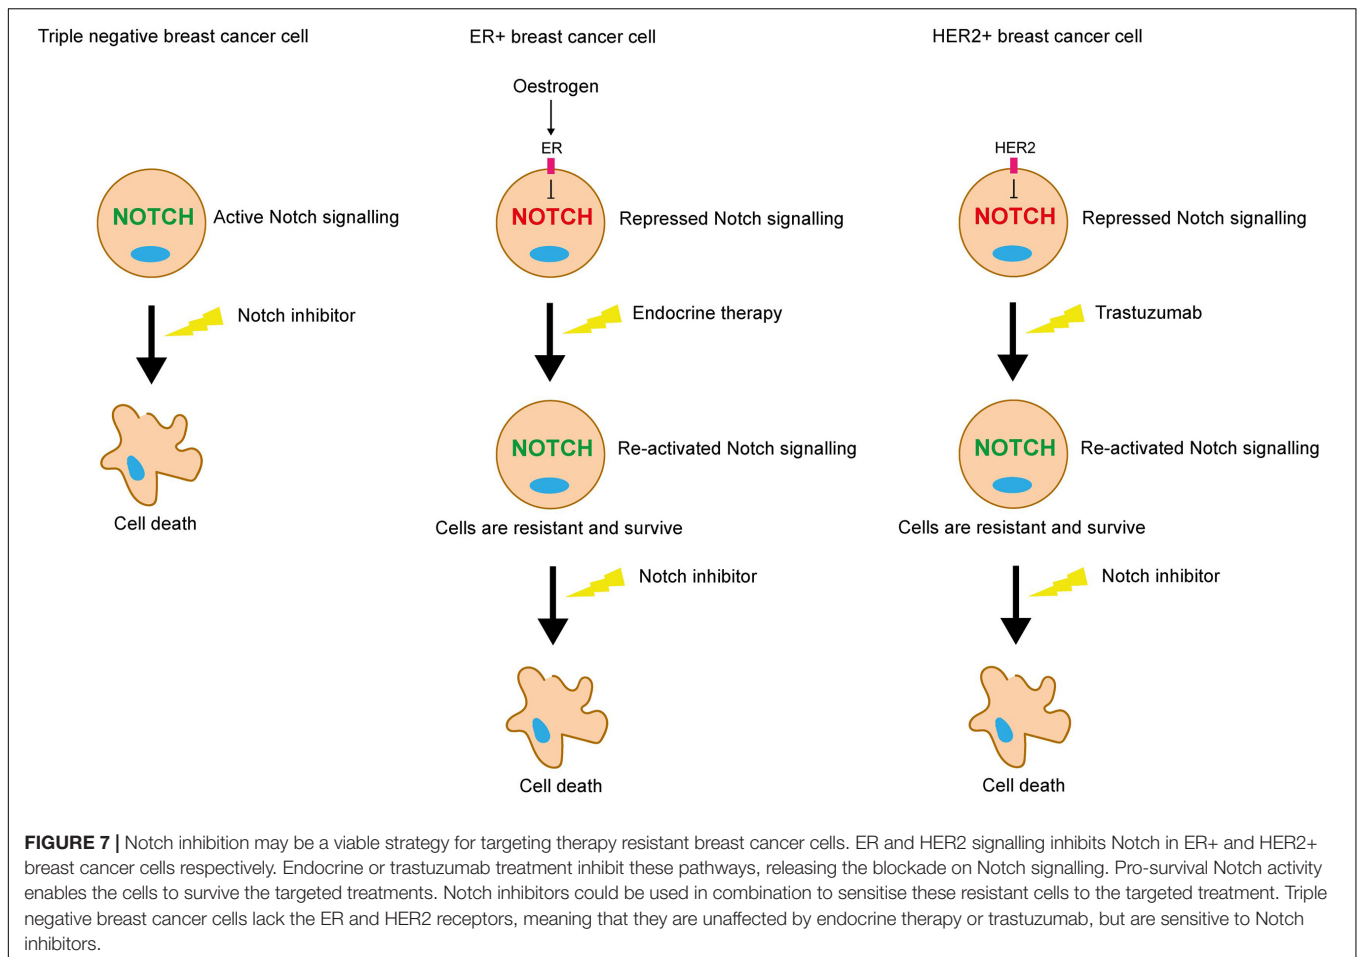 Triple negative breast cancer cell
ER+ breast cancer cell
HER2+ breast cancer cell
Oestrogen
ER
HER2
NOTCH
Active Notch signalling
NOTCH
Repressed Notch signalling
NOTCH
Repressed Notch signalling
Notch inhibitor
Endocrine therapy
Trastuzumab
NOTCH
Re-activated Notch signalling
NOTCH
Re-activated Notch signalling
Cell death
Cells are resistant and survive
Cells are resistant and survive
Notch inhibitor
Notch inhibitor
Cell death
Cell death
FIGURE 7 | Notch inhibition may be a viable strategy for targeting therapy resistant breast cancer cells. ER and HER2 signalling inhibits Notch in ER+ and HER2+
breast cancer cells respectively. Endocrine or trastuzumab treatment inhibit these pathways, releasing the blockade on Notch signalling. Pro-survival Notch activity
enables the cells to survive the targeted treatments. Notch inhibitors could be used in combination to sensitise these resistant cells to the targeted treatment. Triple
negative breast cancer cells lack the ER and HER2 receptors, meaning that they are unaffected by endocrine therapy or trastuzumab, but are sensitive to Notch
inhibitors.